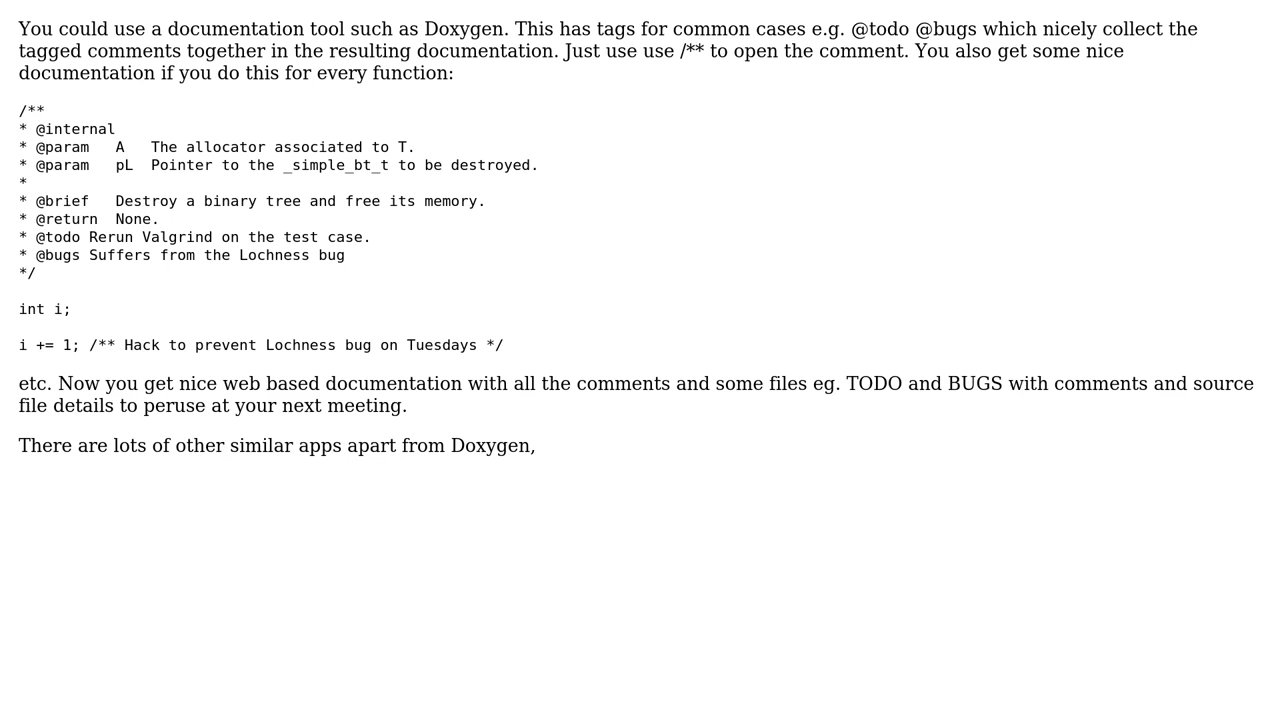 You could use a documentation tool such as Doxygen. This has tags for common cases e.g. @todo @bugs which nicely collect the
tagged comments together in the resulting documentation. Just use use /** to open the comment. You also get some nice
documentation if you do this for every function:
/**
* @internal
* @param   A   The allocator associated to T.
* @param   pL  Pointer to the _simple_bt_t to be destroyed.
*
* @brief   Destroy a binary tree and free its memory.
* @return  None.
* @todo Rerun Valgrind on the test case.
* @bugs Suffers from the Lochness bug
*/
int i;
i += 1; /** Hack to prevent Lochness bug on Tuesdays */
etc. Now you get nice web based documentation with all the comments and some files eg. TODO and BUGS with comments and source
file details to peruse at your next meeting.
There are lots of other similar apps apart from Doxygen,